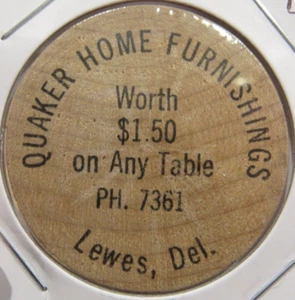 QUAKER HOME FURNISHINGS
Worth
$1.50
on Any Table
PH. 7361
Lewes, Del.